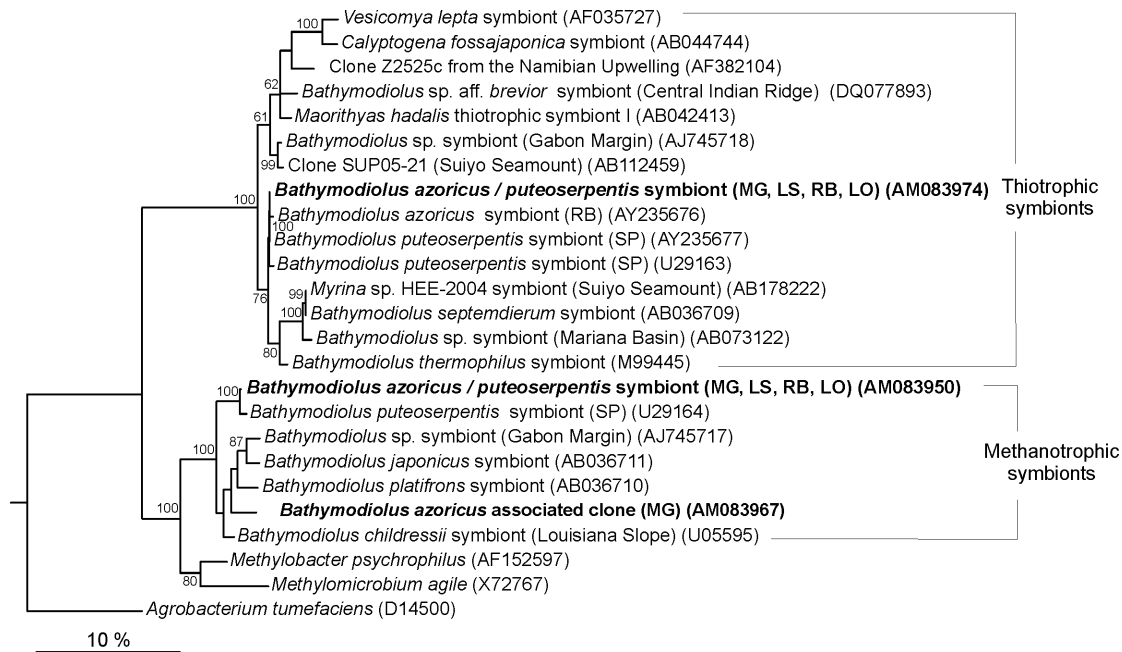 100
Vesicomya lepta symbiont (AF035727)
Calyptogena fossajaponica symbiont (AB044744)
Clone Z2525c from the Namibian Upwelling (AF382104)
62
Bathymodiolus sp. aff. brevior symbiont (Central Indian Ridge) (DQ077893)
Maorithyas hadalis thiotrophic symbiont I (AB042413)
61
Bathymodiolus sp. symbiont (Gabon Margin) (AJ745718)
99
Clone SUP05-21 (Suiyo Seamount) (AB112459)
Bathymodiolus azoricus / puteoserpentis symbiont (MG, LS, RB, LO) (AM083974)
Thiotrophic
symbionts
100
Bathymodiolus azoricus symbiont (RB) (AY235676)
100
Bathymodiolus puteoserpentis symbiont (SP) (AY235677)
Bathymodiolus puteoserpentis symbiont (SP) (U29163)
76
99
Myrina sp. HEE-2004 symbiont (Suiyo Seamount) (AB178222)
100
Bathymodiolus septemdierum symbiont (AB036709)
Bathymodiolus sp. symbiont (Mariana Basin) (AB073122)
80
Bathymodiolus thermophilus symbiont (M99445)
100
Bathymodiolus azoricus / puteoserpentis symbiont (MG, LS, RB, LO) (AM083950)
Bathymodiolus puteoserpentis symbiont (SP) (U29164)
100
87
Bathymodiolus sp. symbiont (Gabon Margin) (AJ745717)
Methanotrophic
symbionts
Bathymodiolus japonicus symbiont (AB036711)
Bathymodiolus platifrons symbiont (AB036710)
100
Bathymodiolus azoricus associated clone (MG) (AM083967)
Bathymodiolus childressii symbiont (Louisiana Slope) (U05595)
Methylobacter psychrophilus (AF152597)
80
Methylomicrobium agile (X72767)
Agrobacterium tumefaciens (D14500)
10 %